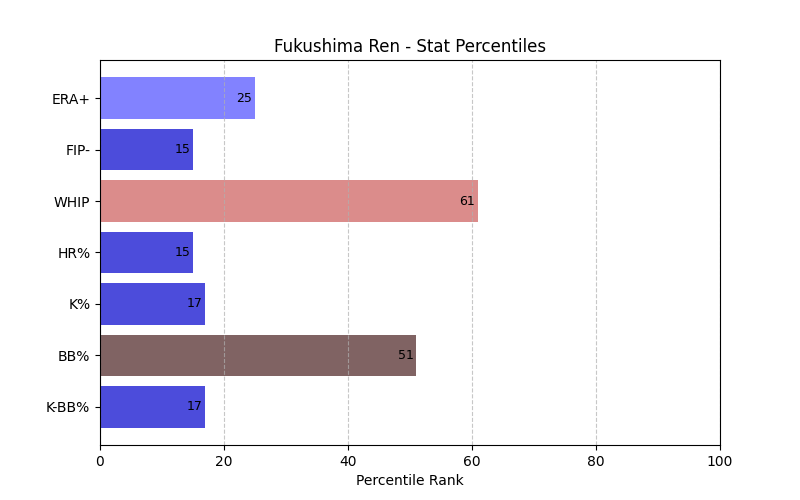 Fukushima Ren - Stat Percentiles
ERA+ 25
FIP- 15
WHIP 61
HR% 15
K% 17
BB% 51
K-BB% 17
0 20 40 60 80 100
Percentile Rank